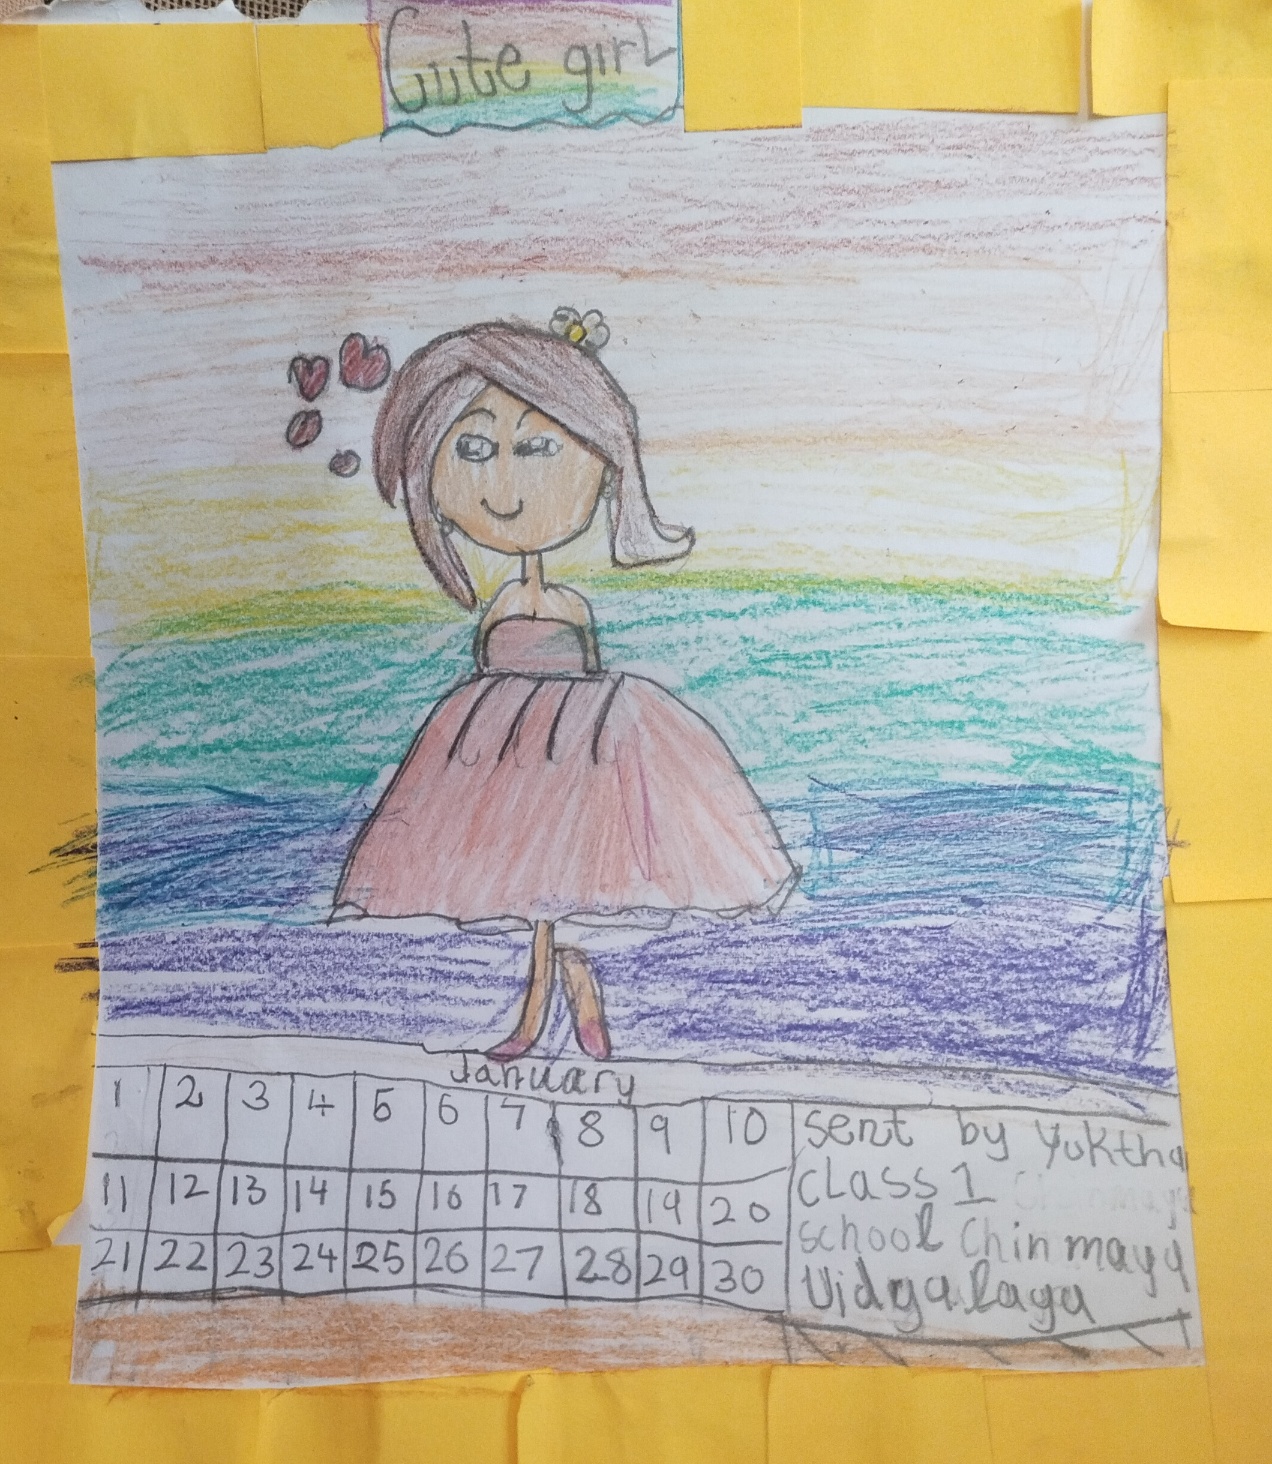 Cute girl
January
1 2 3 4 5 6 7 8 9 10
11 12 13 14 15 16 17 18 19 20
21 22 23 24 25 26 27 28 29 30
sent by Yuktha
class 1
school Chinmaya
Vidyalaya